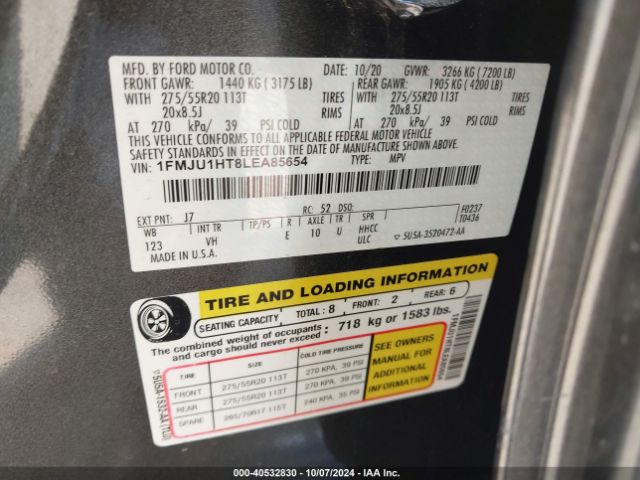 MFD. BY FORD MOTOR CO. DATE: 10/20 GVWR: 3266 KG ( 7200 LB)
FRONT GAWR: 1440 KG ( 3175 LB) REAR GAWR: 1905 KG ( 4200 LB)
WITH 275/55R20 113T TIRES WITH 275/55R20 113T TIRES
20x8.5J RIMS 20x8.5J RIMS
AT 270 kPa/ 39 PSI COLD AT 270 kPa/ 39 PSI COLD
THIS VEHICLE CONFORMS TO ALL APPLICABLE FEDERAL MOTOR VEHICLE
SAFETY STANDARDS IN EFFECT ON THE DATE OF MANUFACTURE SHOWN ABOVE.
VIN: 1FMJU1HT8LEA85654 TYPE: MPV
EXT PNT: J7 RC: 52 DSO: F0237
WB INT TR TP/PS R AXLE TR SPR T0436
123 VH E 10 U HHCC
MADE IN U.S.A. ULC 5U5A-3520472-AA
TIRE AND LOADING INFORMATION
SEATING CAPACITY TOTAL: 8 FRONT: 2 REAR: 6
The combined weight of occupants and cargo should never exceed: 718 kg or 1583 lbs.
TIRE SIZE COLD TIRE PRESSURE
FRONT 275/55R20 113T 270 KPA, 39 PSI
REAR 275/55R20 113T 270 KPA, 39 PSI
SPARE 265/70R17 115T 240 KPA, 35 PSI
SEE OWNERS
MANUAL FOR
ADDITIONAL
INFORMATION
1FMJU1HT8LEA85654
000-40532830 - 10/07/2024 - IAA Inc.